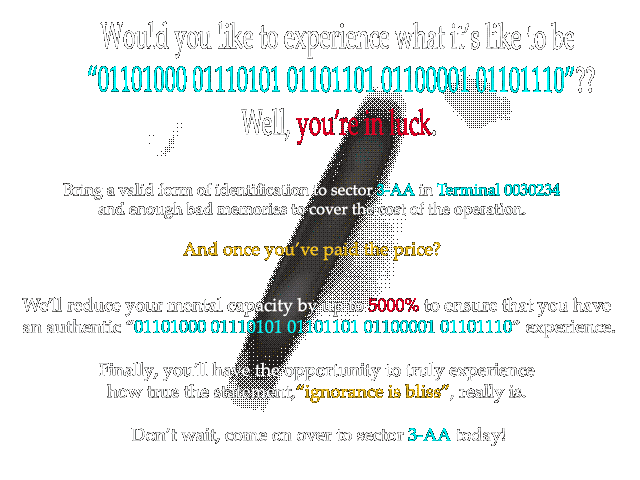 Would you like to experience what it's like to be
"01101000 01110101 01101101 01100001 01101110"??
Well, you're in luck.
Bring a valid form of identification to sector 3-AA in Terminal 0030234
and enough bad memories to cover the cost of the operation.
And once you've paid the price?
We'll reduce your mental capacity by up to 5000% to ensure that you have
an authentic "01101000 01110101 01101101 01100001 01101110" experience.
Finally, you'll have the opportunity to truly experience
how true the statement,"ignorance is bliss", really is.
Don't wait, come on over to sector 3-AA today!